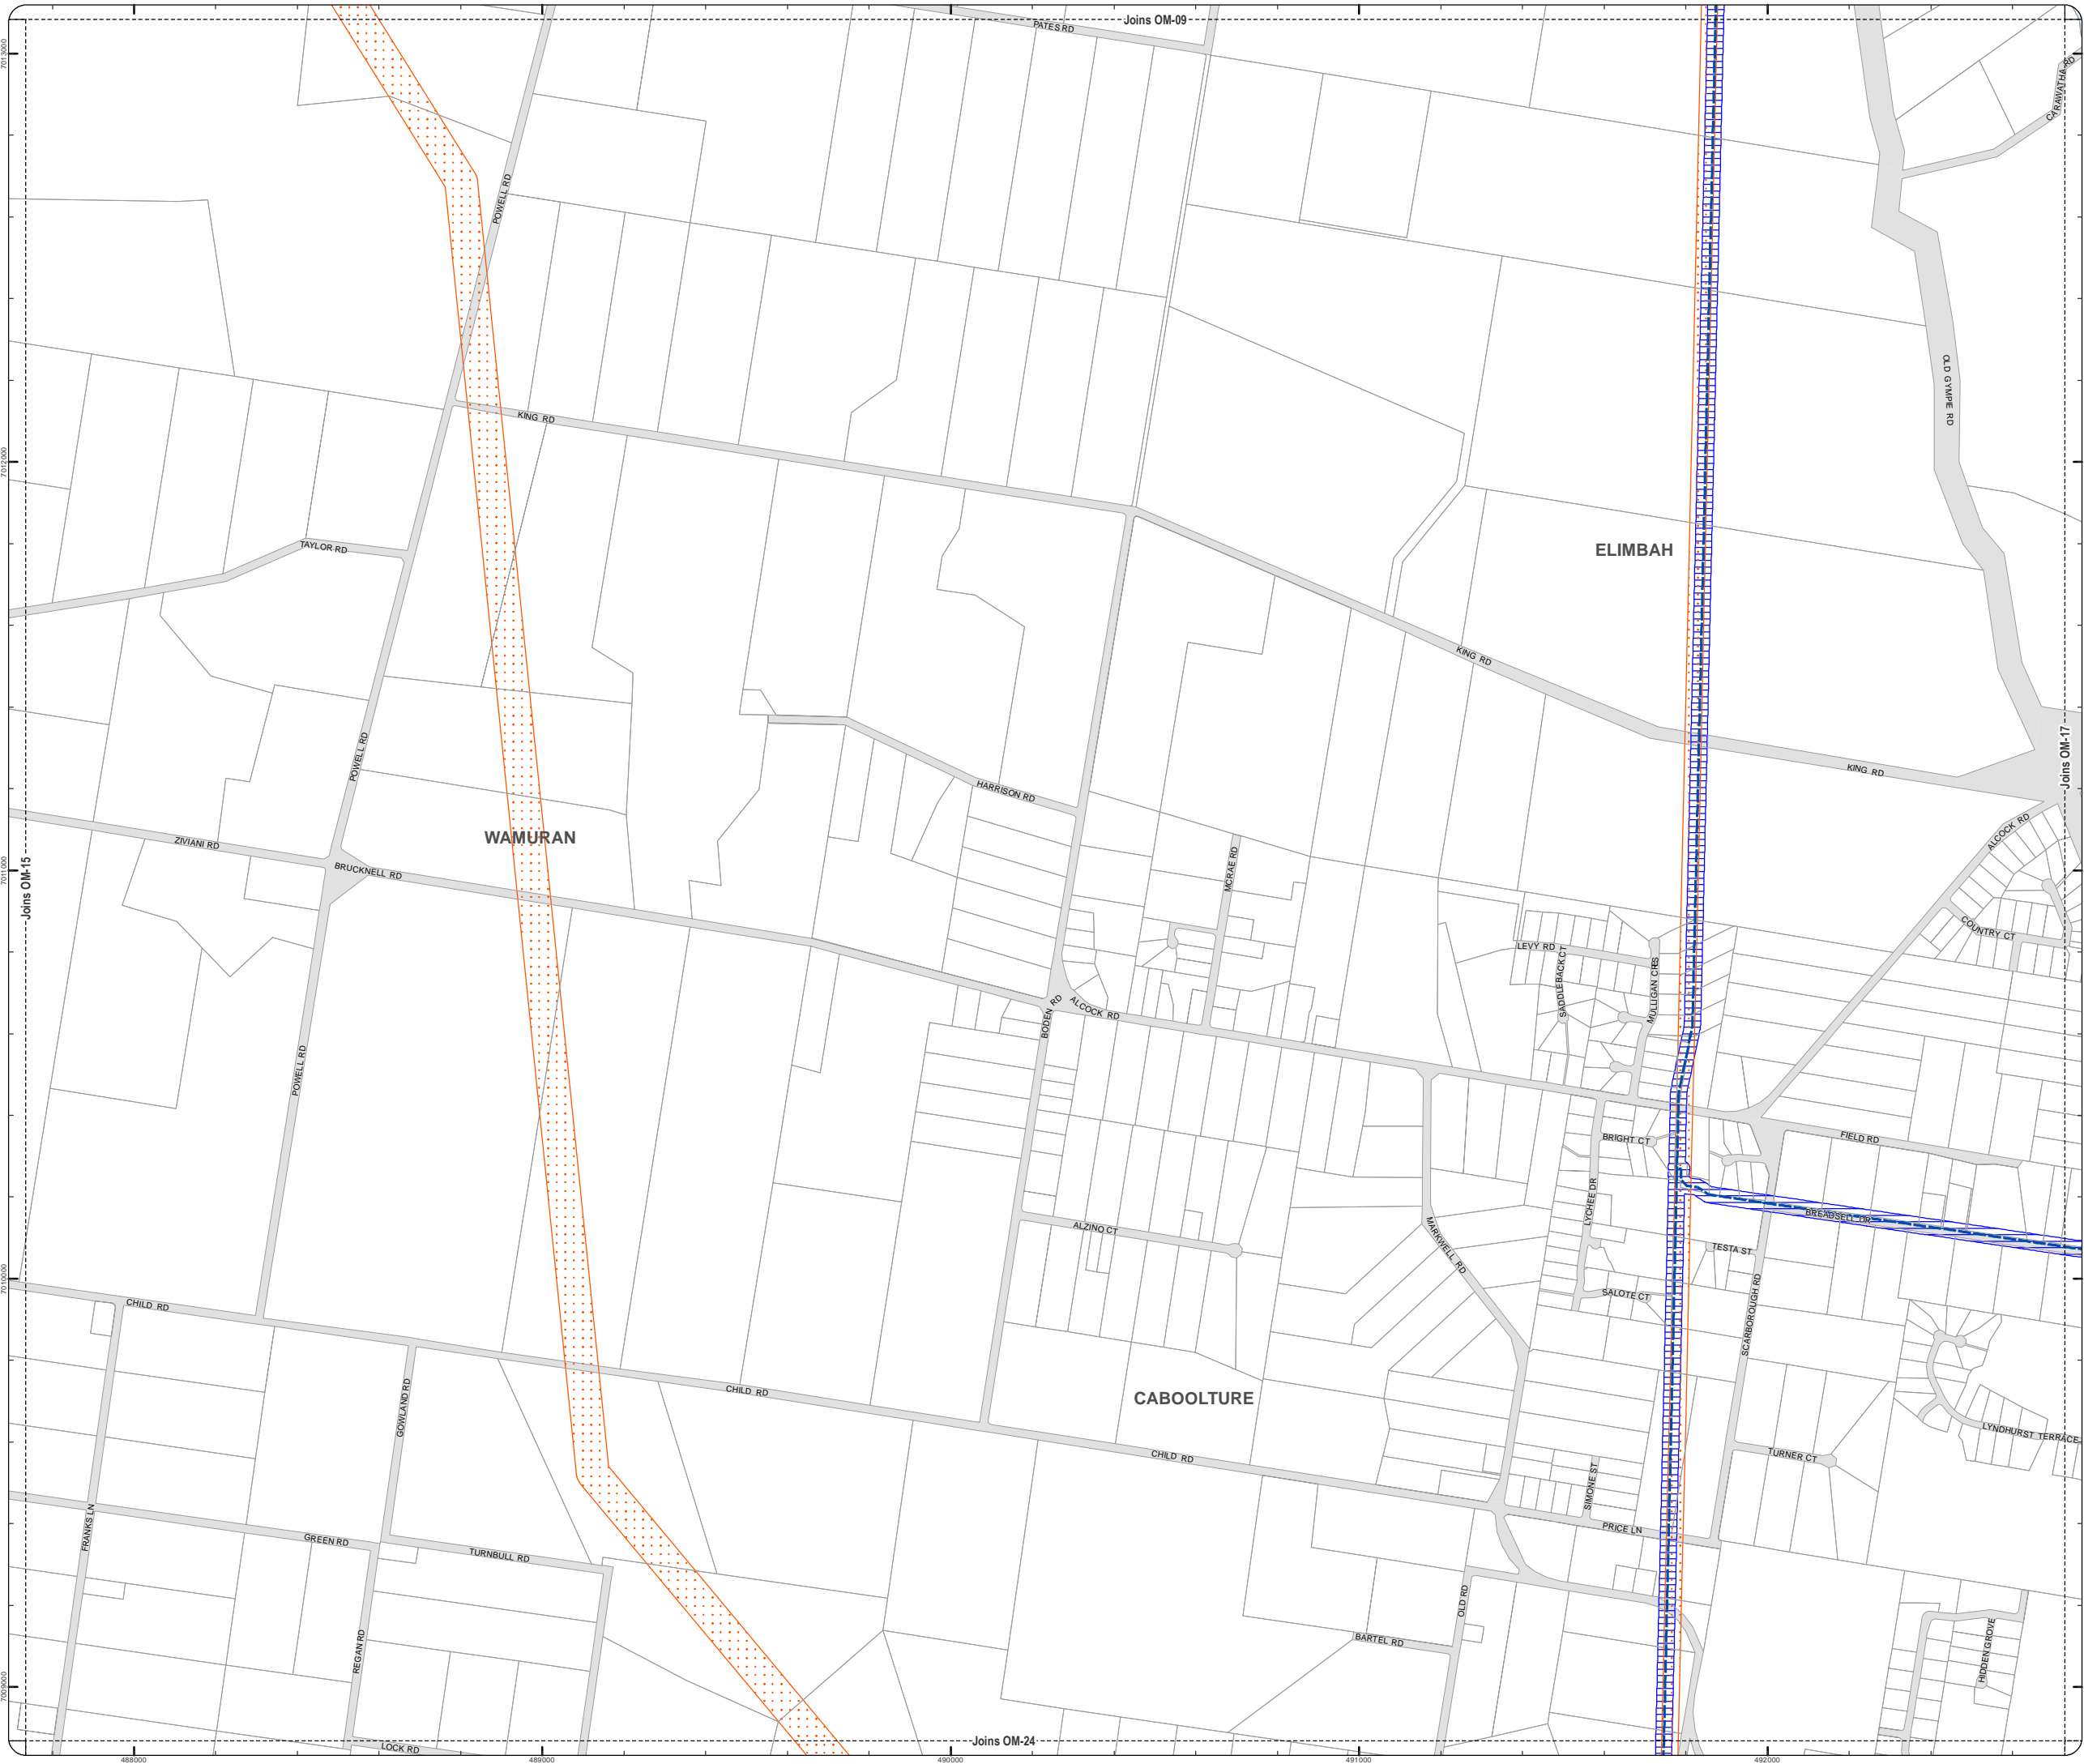 Joins OM-09
PATES RD
7013000
CARAWATHA RD
POWELL RD
OLD GYMPIE RD
KING RD
7012000
TAYLOR RD
ELIMBAH
KING RD
POWELL RD
KING RD
Joins OM-17
HARRISON RD
ALCOCK RD
WAMURAN
ZIVIANI RD
BRUCKNELL RD
7011000
Joins OM-15
MCRAE RD
COUNTRY CT
LEVY RD
SADDLEBACK CT
MULLIGAN CRES
BODEN RD
ALCOCK RD
POWELL RD
BRIGHT CT
FIELD RD
LYCHEE DR
BREADSELL DR
ALZINO CT
MARKWELL RD
TESTA ST
7010000
CHILD RD
SALOTE CT
SCARBOROUGH RD
CHILD RD
GOWLAND RD
CABOOLTURE
LYNDHURST TERRACE
CHILD RD
TURNER CT
SIMONE ST
FRANKS LN
GREEN RD
PRICE LN
TURNBULL RD
OLD RD
REGAN RD
BARTEL RD
HIDDEN GROVE
7009000
LOCK RD
Joins OM-24
488000
489000
490000
491000
492000